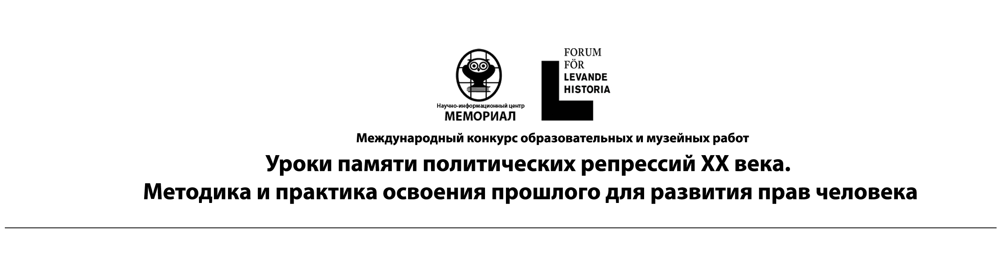 Научно-информационный центр
МЕМОРИАЛ
FORUM
FÖR
LEVANDE
HISTORIA
Международный конкурс образовательных и музейных работ
Уроки памяти политических репрессий XX века.
Методика и практика освоения прошлого для развития прав человека